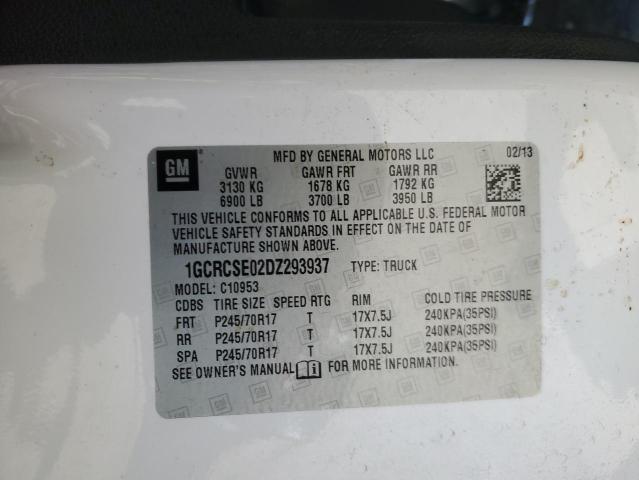 GM
MFD BY GENERAL MOTORS LLC 02/13
GVWR GAWR FRT GAWR RR
3130 KG 1678 KG 1792 KG
6900 LB 3700 LB 3950 LB
THIS VEHICLE CONFORMS TO ALL APPLICABLE U.S. FEDERAL MOTOR
VEHICLE SAFETY STANDARDS IN EFFECT ON THE DATE OF
MANUFACTURE SHOWN ABOVE.
1GCRCSE02DZ293937 TYPE: TRUCK
MODEL: C10953
CDBS TIRE SIZE SPEED RTG RIM COLD TIRE PRESSURE
FRT P245/70R17 T 17X7.5J 240KPA(35PSI)
RR P245/70R17 T 17X7.5J 240KPA(35PSI)
SPA P245/70R17 T 17X7.5J 240KPA(35PSI)
SEE OWNER'S MANUAL FOR MORE INFORMATION.